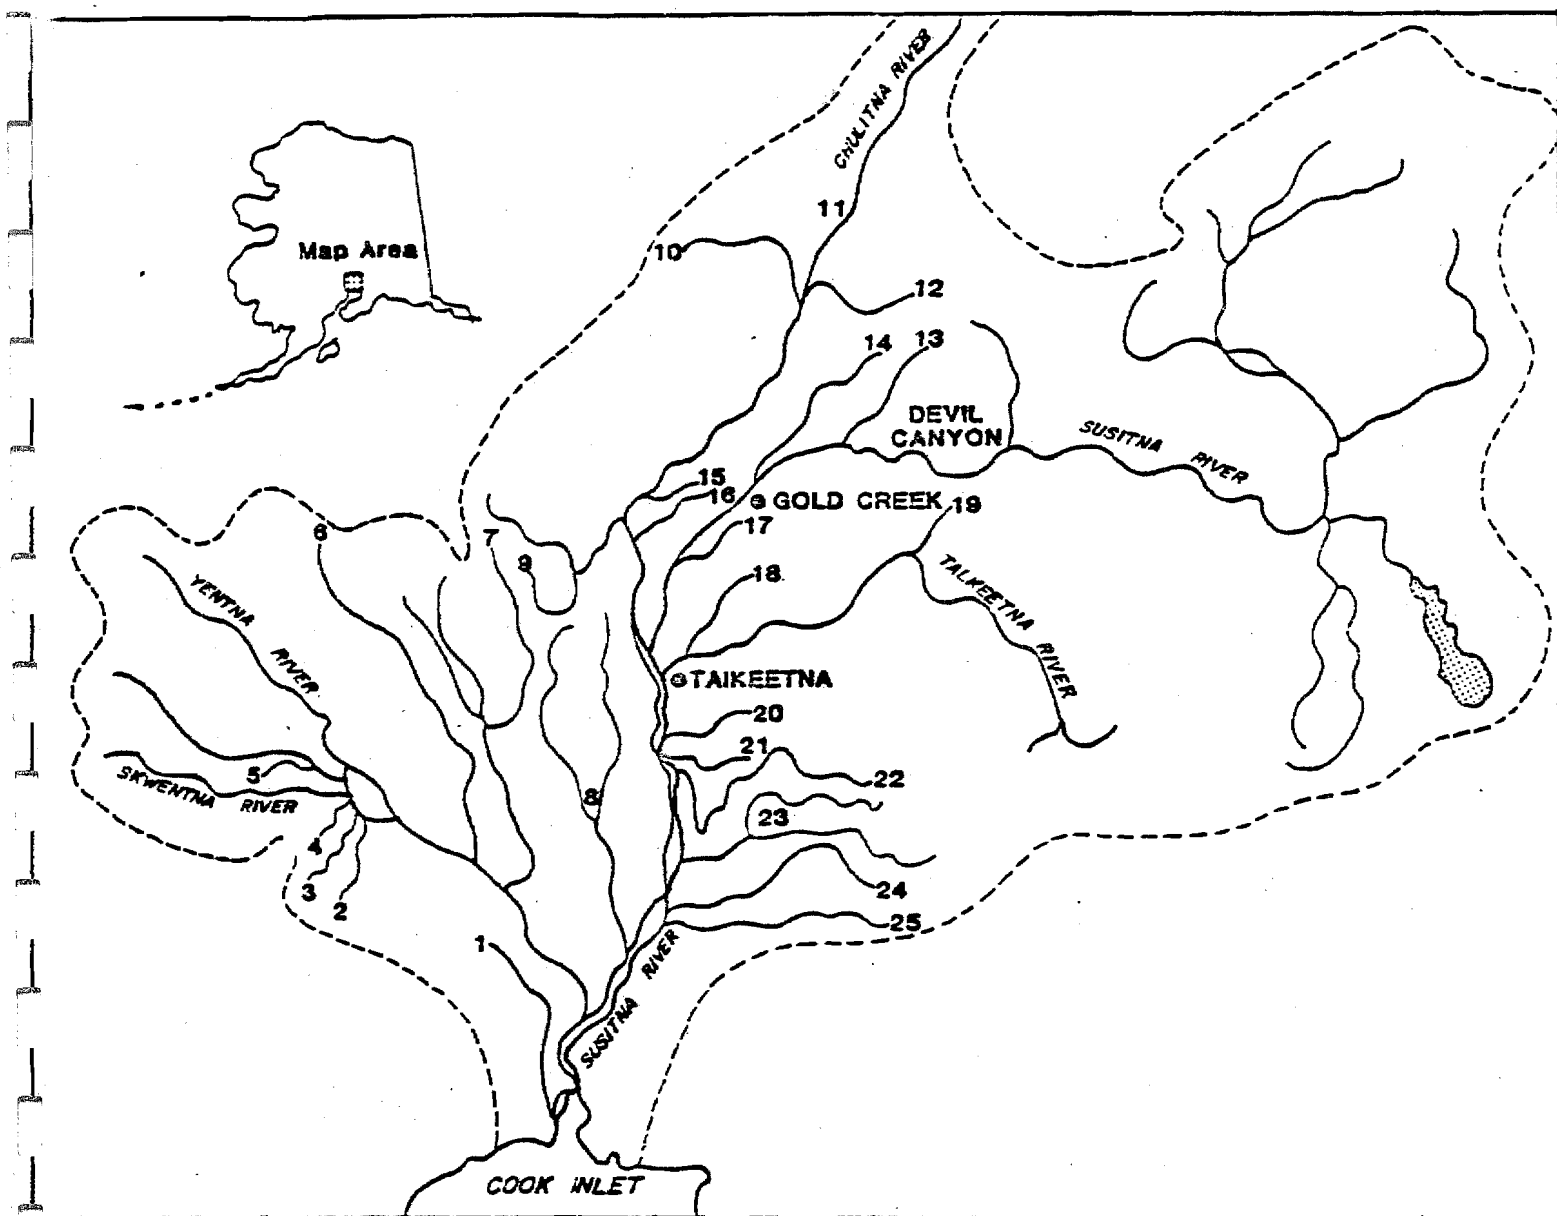 CHULITNA RIVER
Map Area
11
10
12
14
13
DEVIL
CANYON
SUSITNA
RIVER
15
16
GOLD CREEK
19
17
6
7
9
18
YENTNA
RIVER
TALKEETNA
RIVER
TAIKEETNA
20
21
5
SKWENTNA
RIVER
22
8
23
4
3
2
24
25
1
SUSITNA
RIVER
COOK INLET